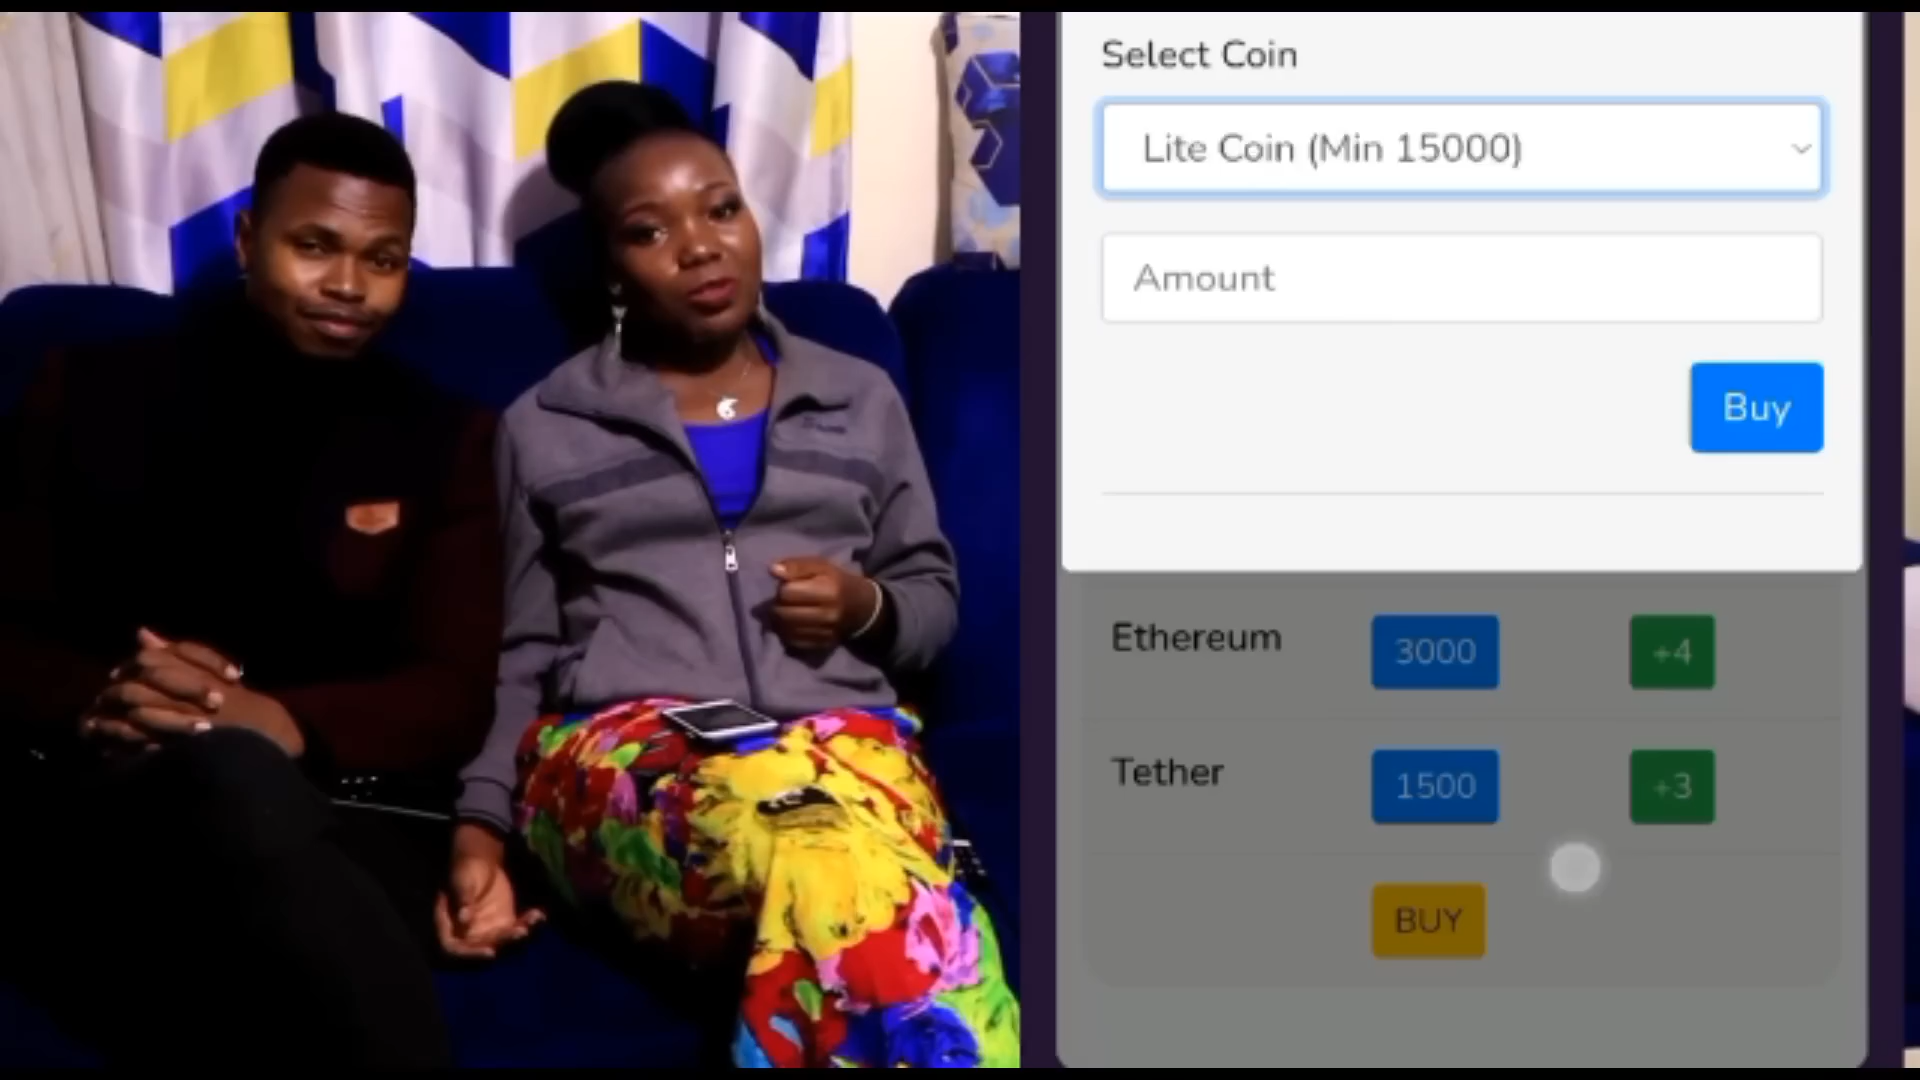 Select Coin
Lite Coin (Min 15000)
Amount
Buy
Ethereum 3000 +4
Tether 1500 +3
BUY